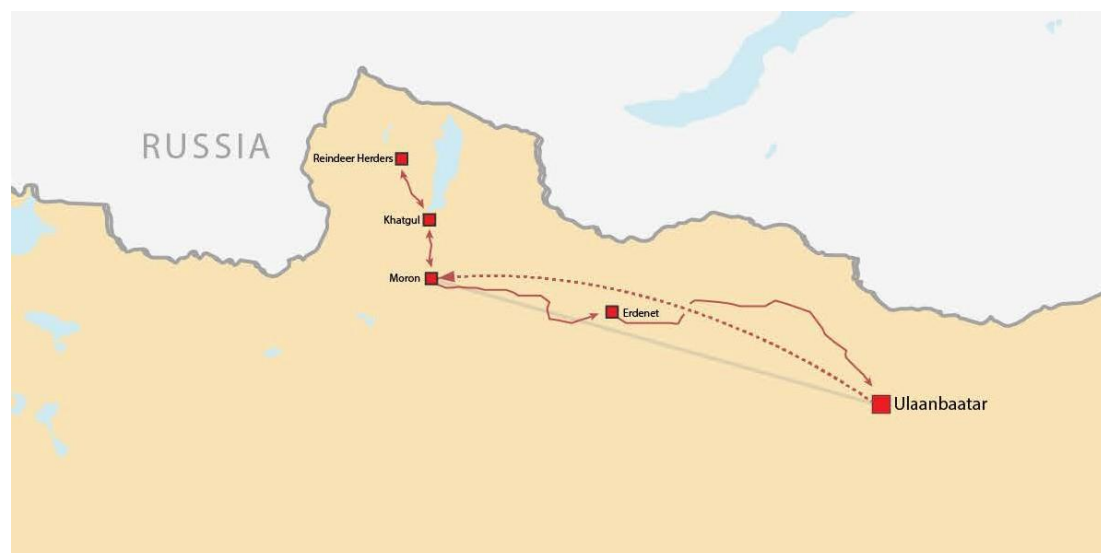 RUSSIA
Reindeer Herders
Khatgul
Moron
Erdenet
Ulaanbaatar